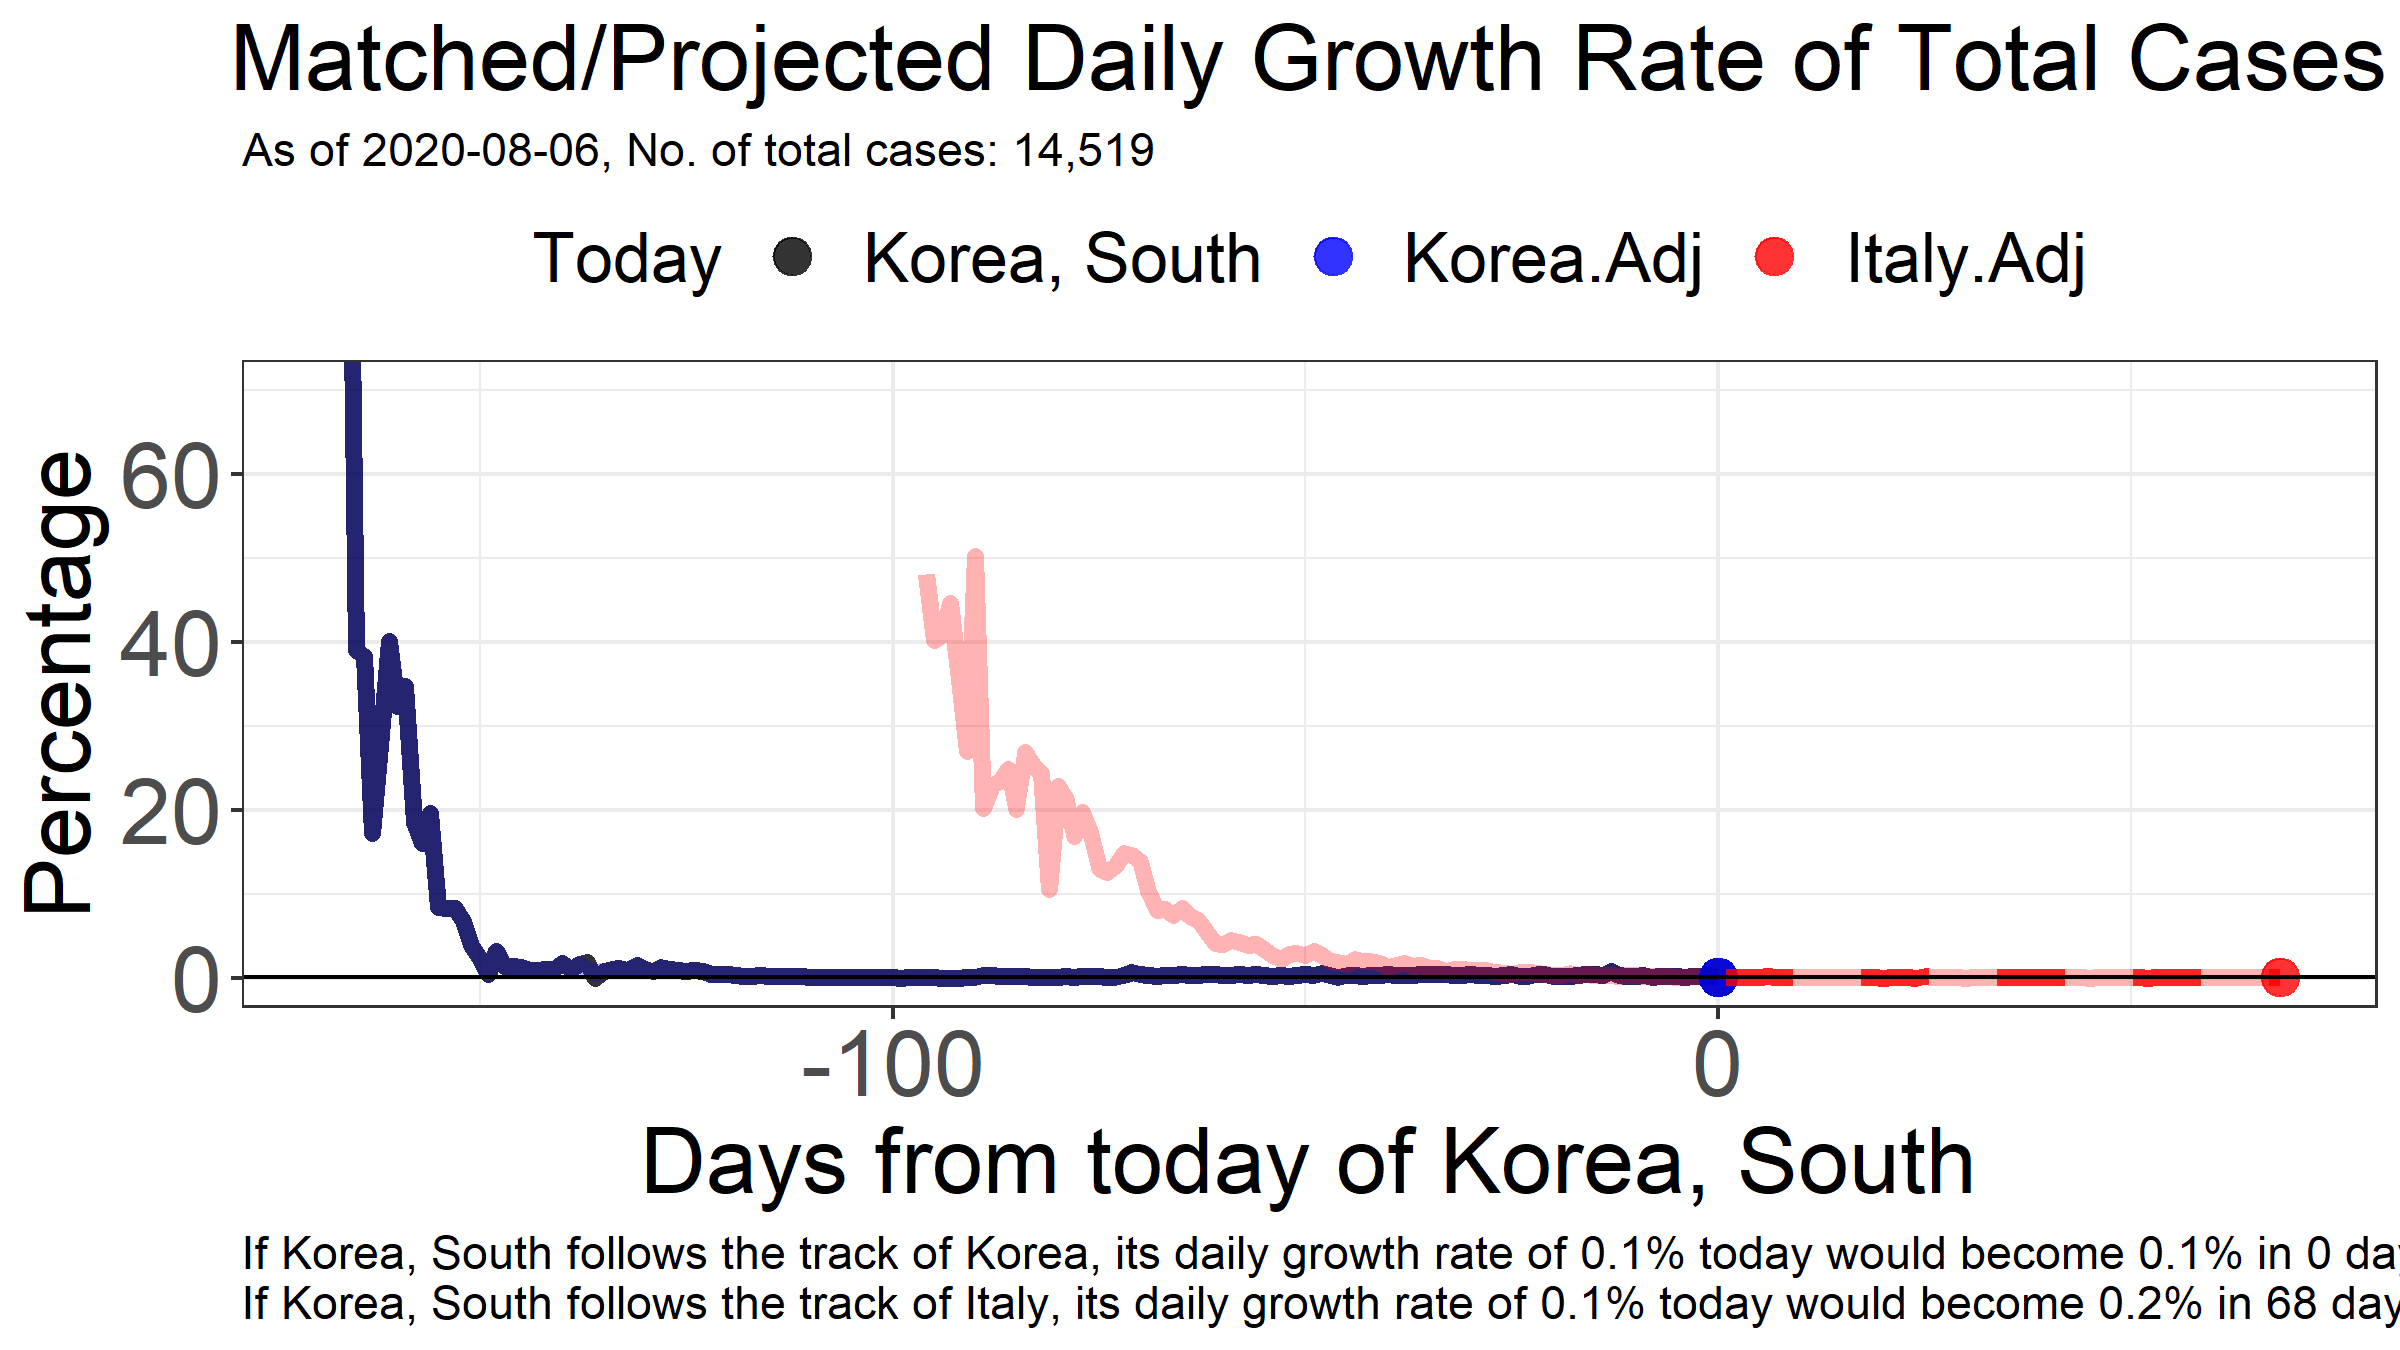 Matched/Projected Daily Growth Rate of Total Cases
As of 2020-08-06, No. of total cases: 14,519
Today Korea, South Korea.Adj Italy.Adj
Percentage
60
40
20
0
-100 0
Days from today of Korea, South
If Korea, South follows the track of Korea, its daily growth rate of 0.1% today would become 0.1% in 0 day
If Korea, South follows the track of Italy, its daily growth rate of 0.1% today would become 0.2% in 68 day